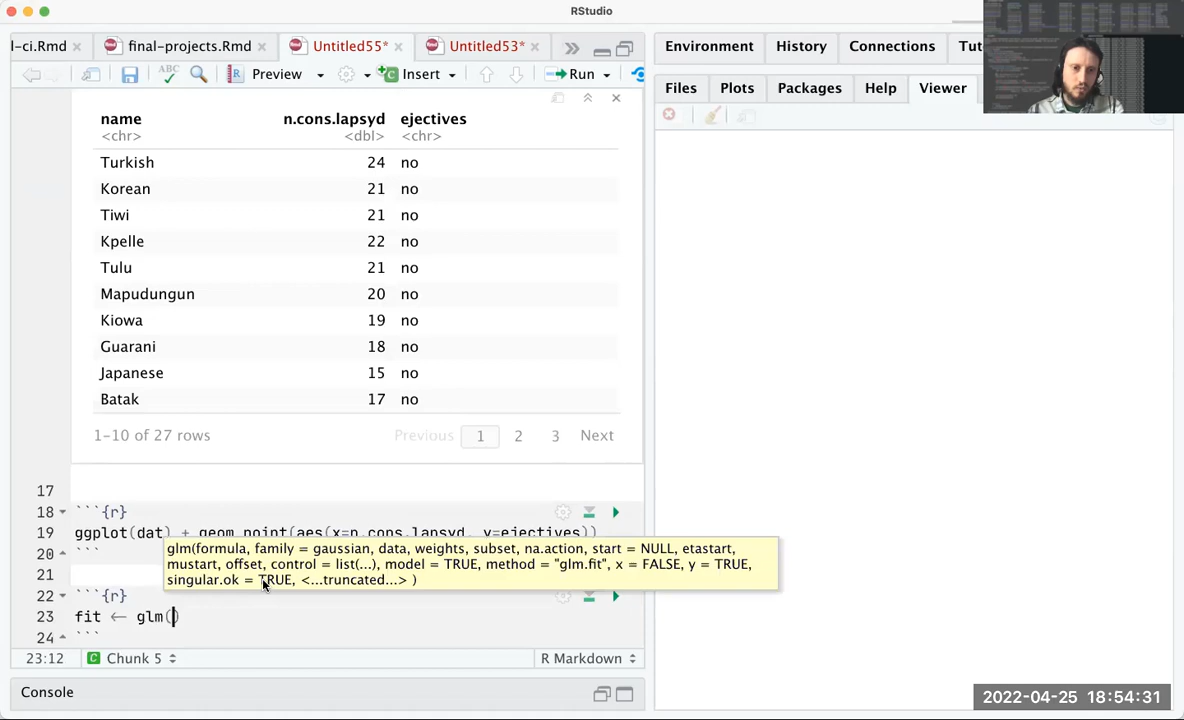 RStudio
l-ci.Rmd × final-projects.Rmd × Untitled55* × Untitled53* ×
Environment History Connections Tut
ABC Preview Insert Run
Files Plots Packages Help Viewer
name n.cons.lapsyd ejectives
<chr> <dbl> <chr>
Turkish 24 no
Korean 21 no
Tiwi 21 no
Kpelle 22 no
Tulu 21 no
Mapudungun 20 no
Kiowa 19 no
Guarani 18 no
Japanese 15 no
Batak 17 no
1-10 of 27 rows Previous 1 2 3 Next
17
18 ```{r}
19 ggplot(dat) + geom_point(aes(x=n.cons.lapsyd, y=ejectives))
20 ```
glm(formula, family = gaussian, data, weights, subset, na.action, start = NULL, etastart,
mustart, offset, control = list(...), model = TRUE, method = "glm.fit", x = FALSE, y = TRUE,
singular.ok = TRUE, <...truncated...> )
21
22 ```{r}
23 fit <- glm()
24 ```
23:12 Chunk 5 R Markdown
Console
2022-04-25 18:54:31